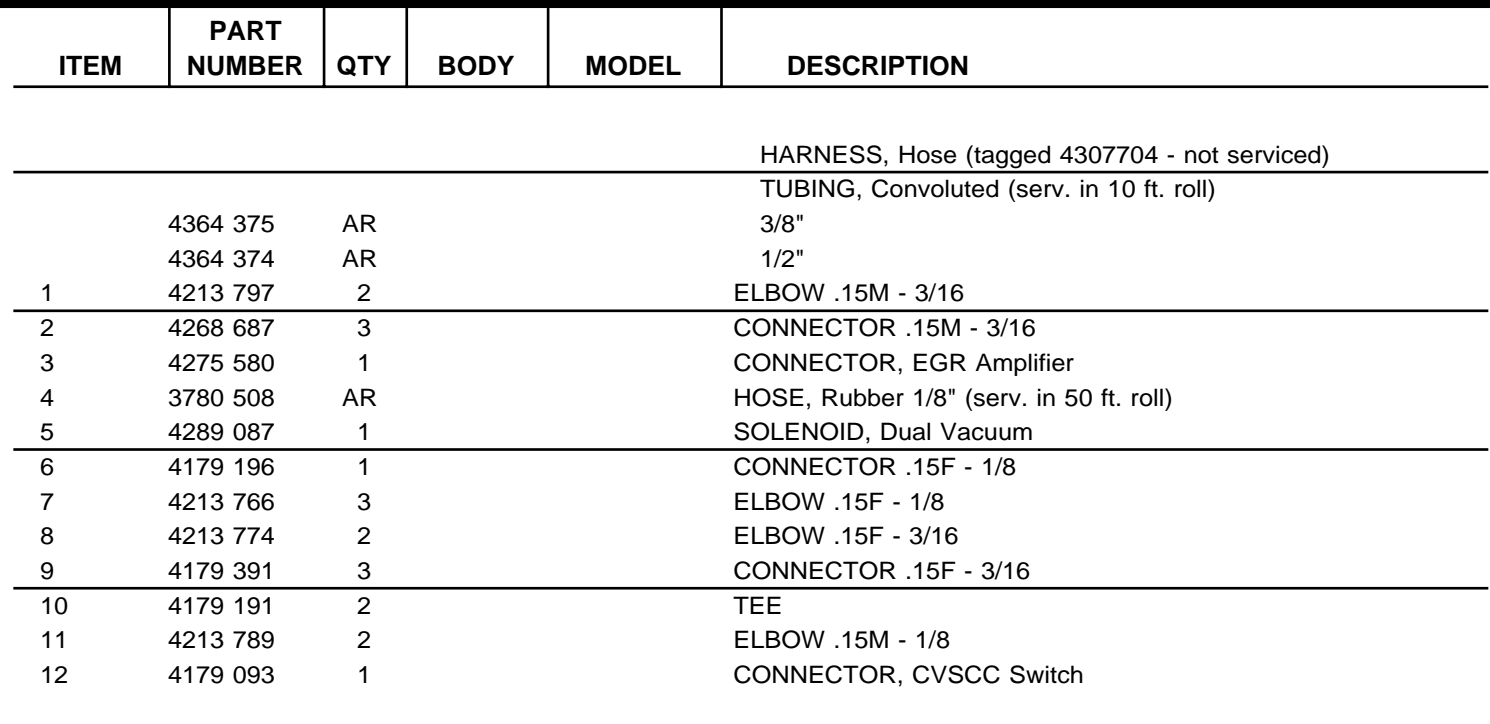 ITEM PART NUMBER QTY BODY MODEL DESCRIPTION
HARNESS, Hose (tagged 4307704 - not serviced)
TUBING, Convoluted (serv. in 10 ft. roll)
4364 375 AR 3/8"
4364 374 AR 1/2"
1 4213 797 2 ELBOW .15M - 3/16
2 4268 687 3 CONNECTOR .15M - 3/16
3 4275 580 1 CONNECTOR, EGR Amplifier
4 3780 508 AR HOSE, Rubber 1/8" (serv. in 50 ft. roll)
5 4289 087 1 SOLENOID, Dual Vacuum
6 4179 196 1 CONNECTOR .15F - 1/8
7 4213 766 3 ELBOW .15F - 1/8
8 4213 774 2 ELBOW .15F - 3/16
9 4179 391 3 CONNECTOR .15F - 3/16
10 4179 191 2 TEE
11 4213 789 2 ELBOW .15M - 1/8
12 4179 093 1 CONNECTOR, CVSCC Switch